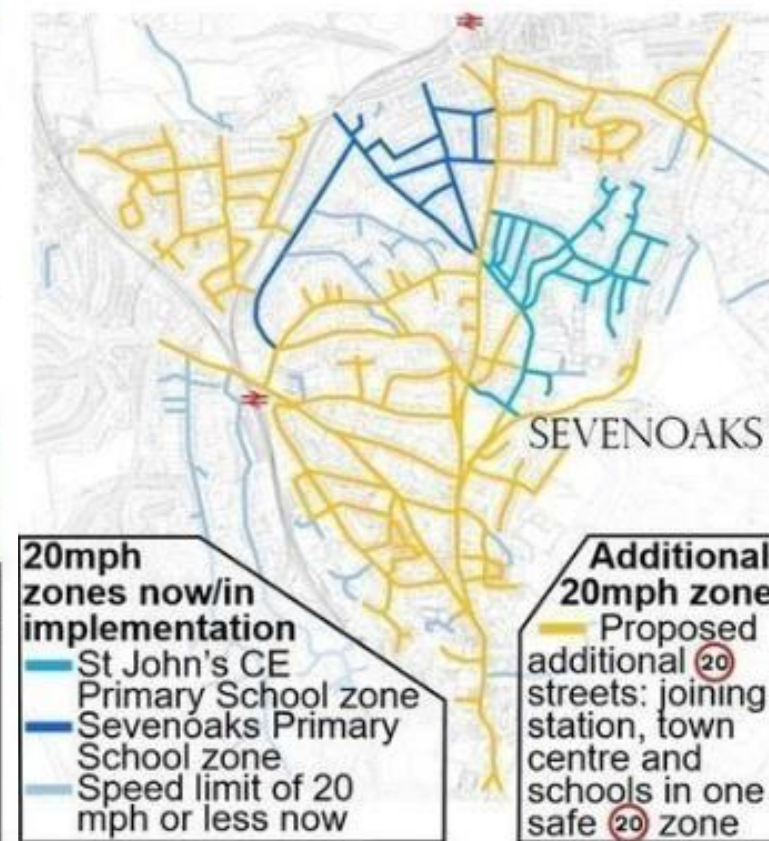 SEVENOAKS
20mph
zones now/in
implementation
St John's CE
Primary School zone
Sevenoaks Primary
School zone
Speed limit of 20
mph or less now
Additional
20mph zone
Proposed
additional 20
streets: joining
station, town
centre and
schools in one
safe 20 zone